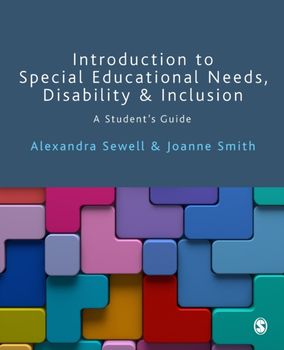 Introduction to
Special Educational Needs,
Disability & Inclusion
A Student's Guide
Alexandra Sewell & Joanne Smith
SAGE